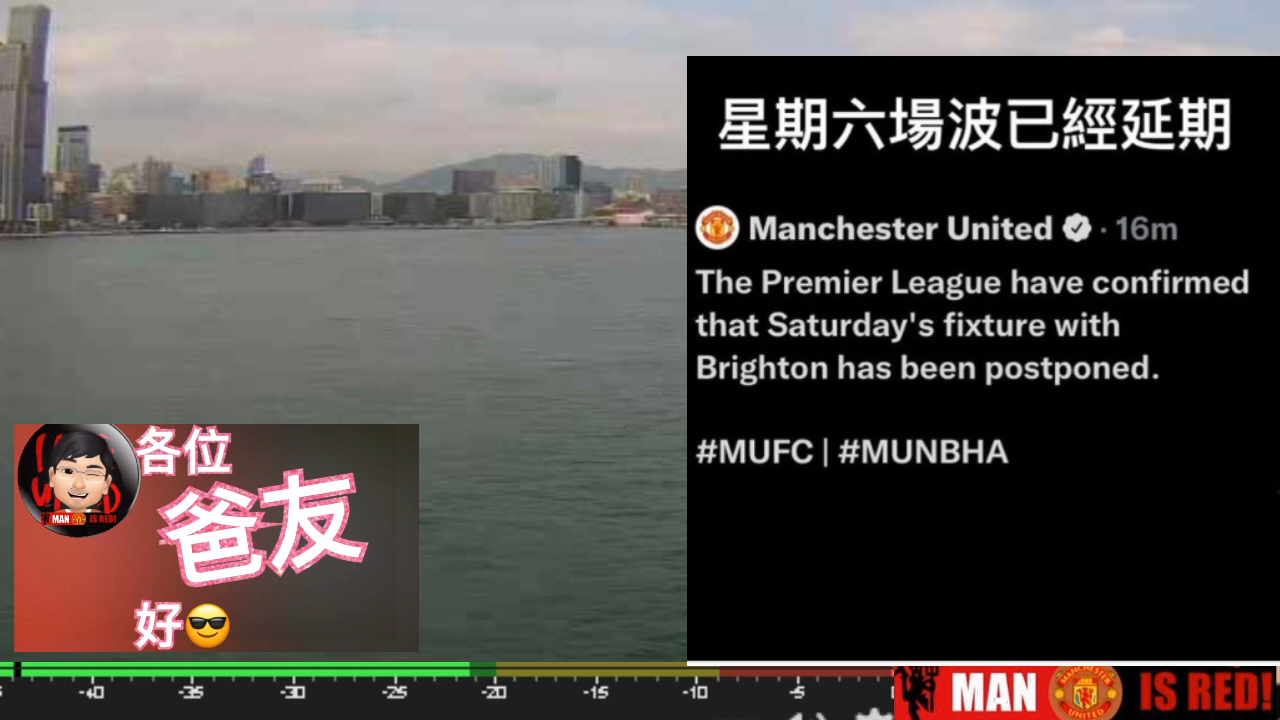 星期六場波已經延期
Manchester United · 16m
The Premier League have confirmed
that Saturday's fixture with
Brighton has been postponed.
#MUFC | #MUNBHA
各位
爸友
好😎
MAN IS RED!
-40 -35 -30 -25 -20 -15 -10 -5
MAN IS RED!